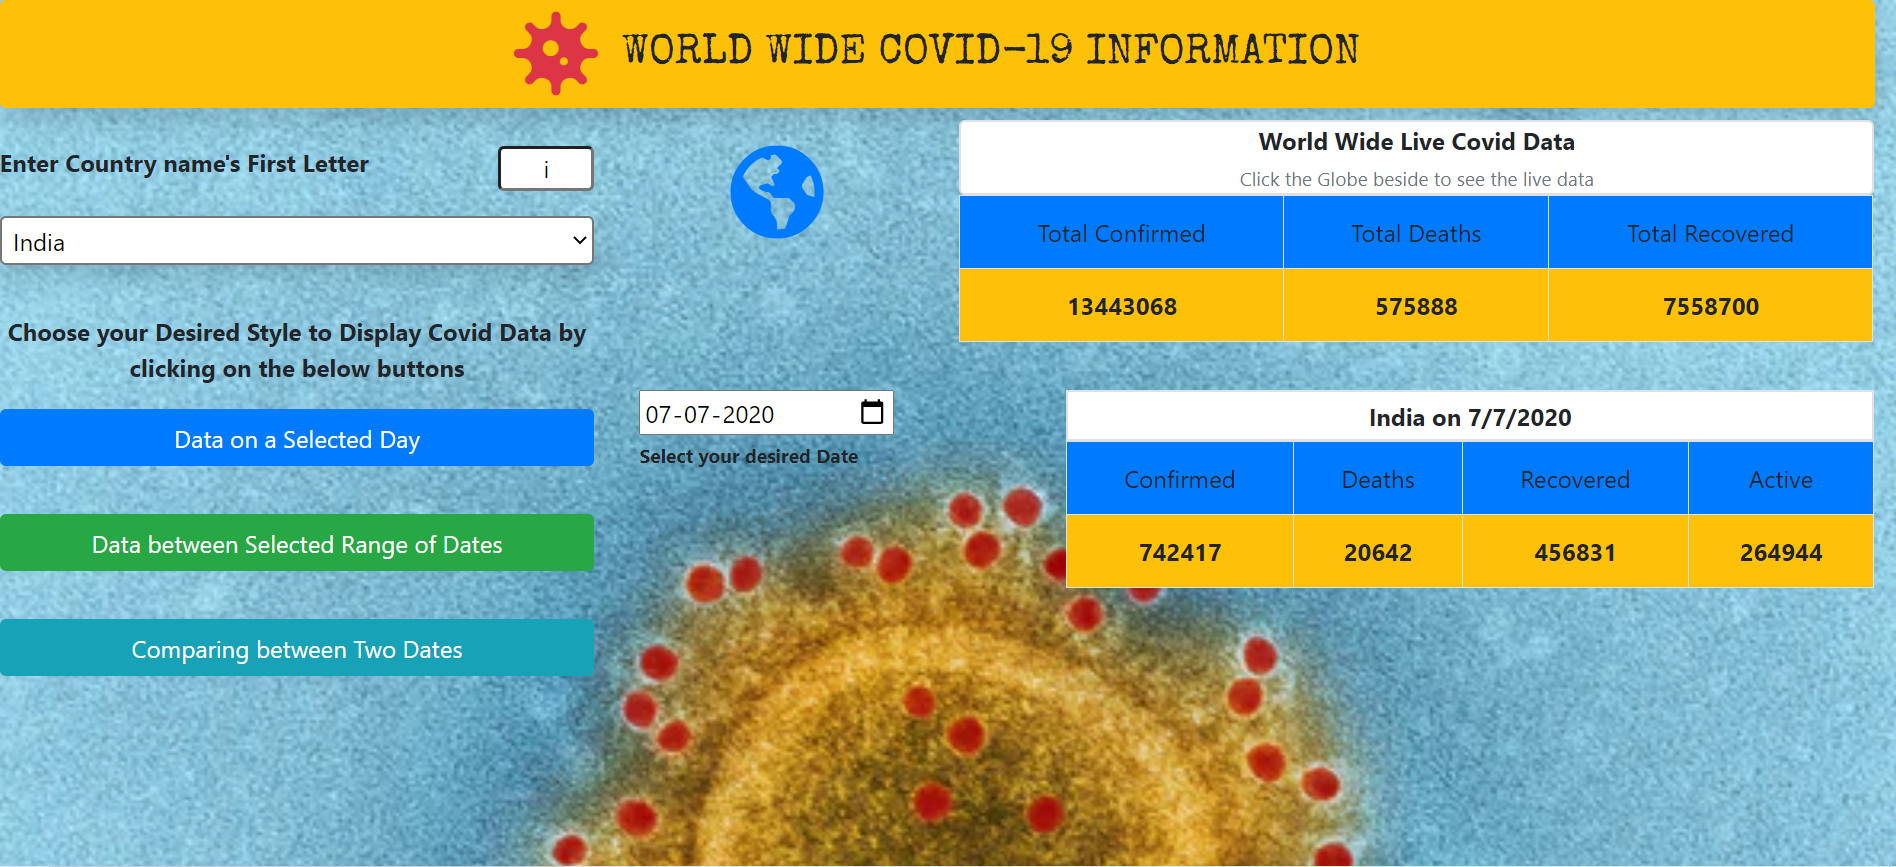 WORLD WIDE COVID-19 INFORMATION
Enter Country name's First Letter
i
India
Choose your Desired Style to Display Covid Data by
clicking on the below buttons
Data on a Selected Day
Data between Selected Range of Dates
Comparing between Two Dates
07-07-2020
Select your desired Date
World Wide Live Covid Data
Click the Globe beside to see the live data
Total Confirmed Total Deaths Total Recovered
13443068 575888 7558700
India on 7/7/2020
Confirmed Deaths Recovered Active
742417 20642 456831 264944